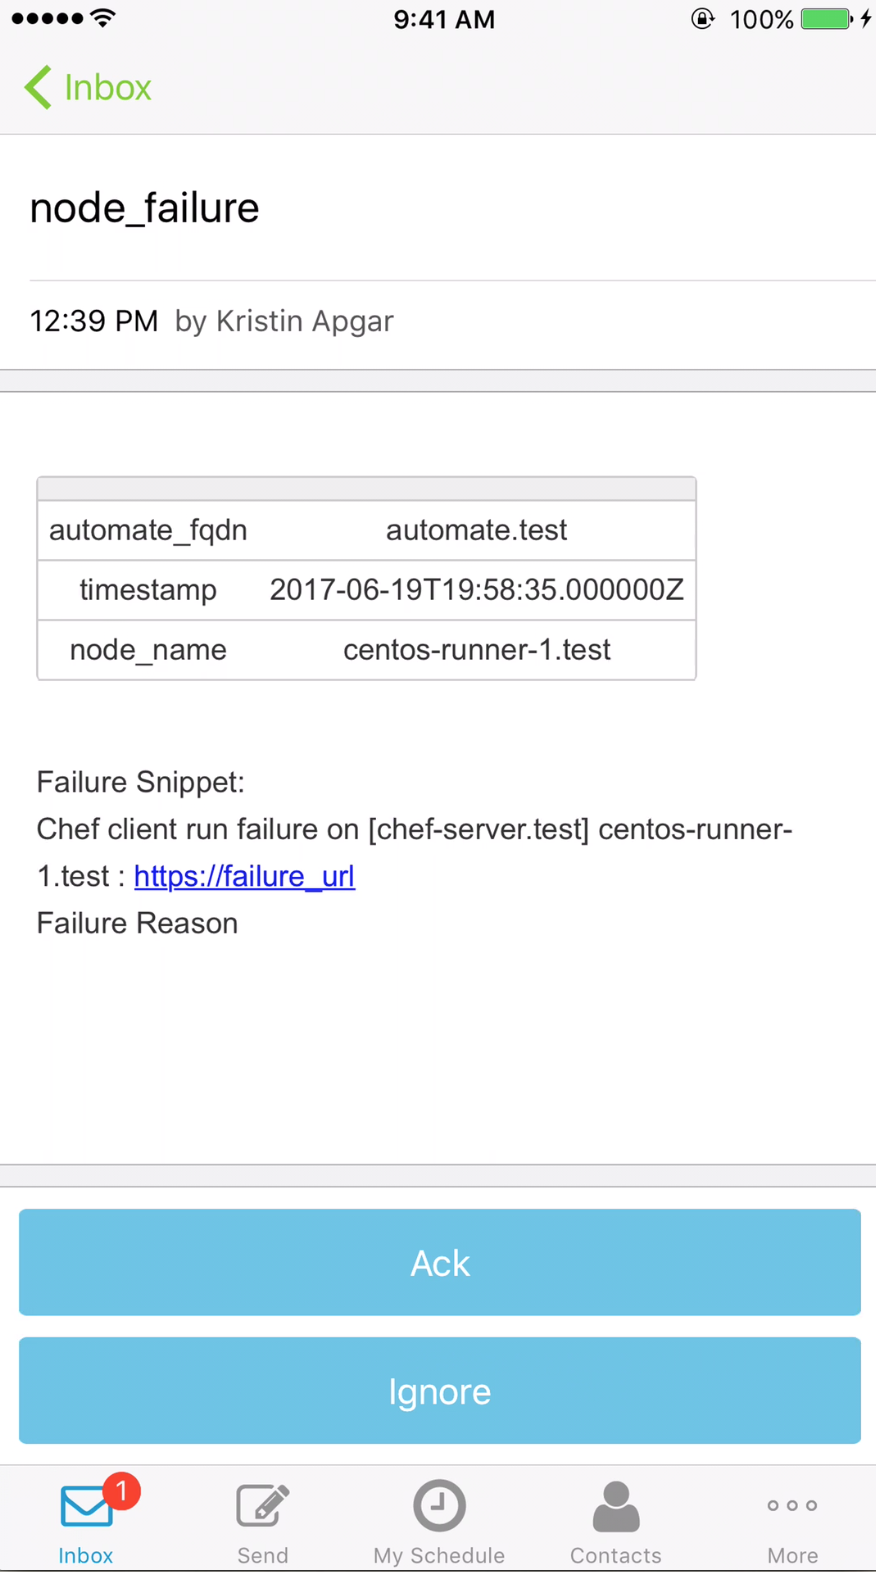 9:41 AM 100%
Inbox
node_failure
12:39 PM by Kristin Apgar
automate_fqdn automate.test
timestamp 2017-06-19T19:58:35.000000Z
node_name centos-runner-1.test
Failure Snippet:
Chef client run failure on [chef-server.test] centos-runner-
1.test : https://failure_url
Failure Reason
Ack
Ignore
1
Inbox Send My Schedule Contacts More